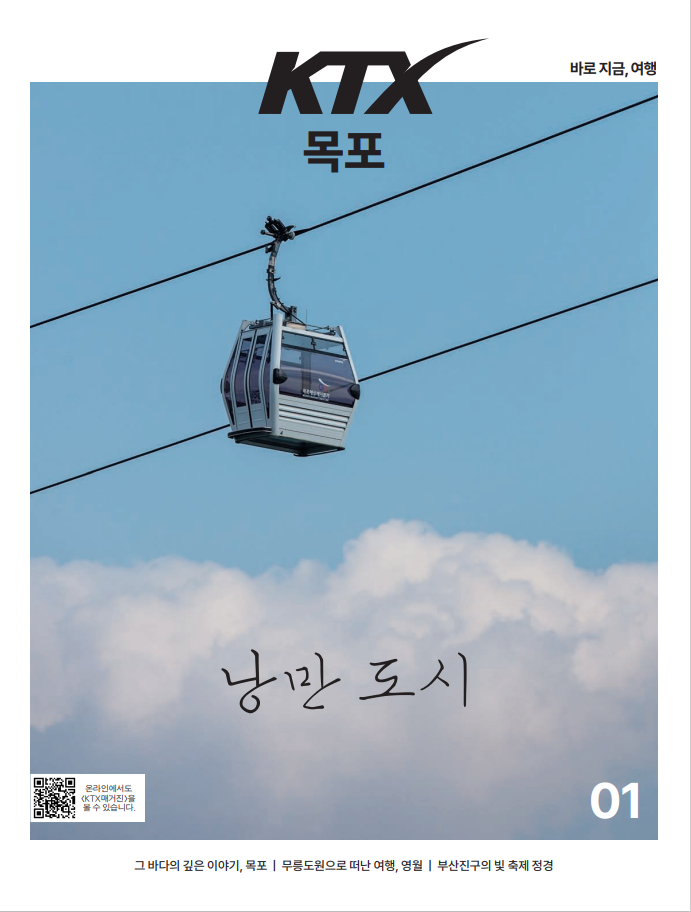 바로 지금, 여행
KTX
목포
낭만 도시
온라인에서도
《KTX매거진》을
볼 수 있습니다.
01
그 바다의 깊은 이야기, 목포 | 무릉도원으로 떠난 여행, 영월 | 부산진구의 빛 축제 정경